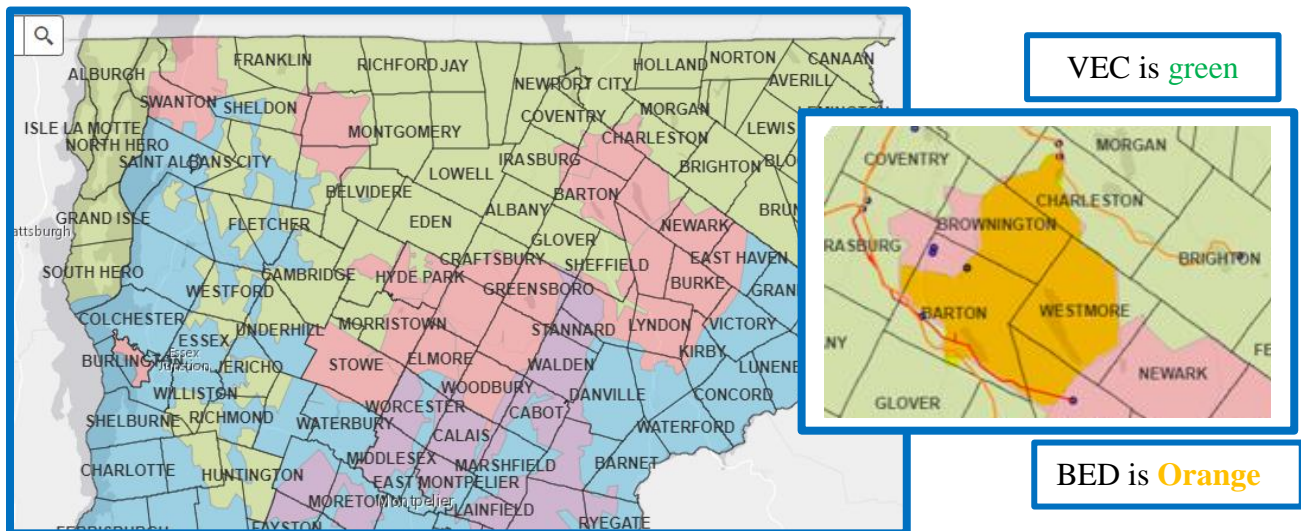 FRANKLIN
RICHFORD
JAY
HOLLAND
NORTON
CANAAN
ALBURGH
NEWPORT CITY
AVERILL
SWANTON
SHELDON
COVENTRY
MORGAN
ISLE LA MOTTE
MONTGOMERY
CHARLESTON
LEWIS
NORTH HERO
SAINT ALBANS CITY
IRASBURG
BRIGHTON
LOWELL
BARTON
BELVIDERE
GRAND ISLE
FLETCHER
EDEN
ALBANY
NEWARK
attsburgh
GLOVER
CRAFTSBURY
SHEFFIELD
EAST HAVEN
SOUTH HERO
CAMBRIDGE
HYDE PARK
GREENSBORO
BURKE
WESTFORD
COLCHESTER
UNDERHILL
MORRISTOWN
STANNARD
LYNDON
VICTORY
ESSEX
Essex
Junction
BURLINGTON
JERICHO
STOWE
ELMORE
WALDEN
KIRBY
WILLISTON
WOODBURY
DANVILLE
CONCORD
SHELBURNE
RICHMOND
WATERBURY
WORCESTER
CABOT
CALAIS
WATERFORD
CHARLOTTE
HUNTINGTON
MIDDLESEX
MARSHFIELD
BARNET
EAST MONTPELIER
MORETOWN
Montpelier
PLAINFIELD
FAYSTON
RYEGATE
VEC is green
COVENTRY
MORGAN
CHARLESTON
BROWNINGTON
RASBURG
BRIGHTON
BARTON
WESTMORE
NEWARK
GLOVER
BED is Orange